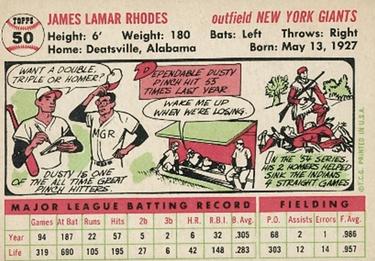 TOPPS
50
JAMES LAMAR RHODES
outfield NEW YORK GIANTS
Height: 6' Weight: 180 Bats: Left Throws: Right
Home: Deatsville, Alabama Born: May 13, 1927
WANT A DOUBLE,
TRIPLE OR HOMER?
MGR.
DUSTY IS ONE
OF THE ALL TIME GREAT
PINCH HITTERS.
DEPENDABLE DUSTY
PINCH HIT 53
TIMES LAST YEAR
WAKE ME UP
WHEN WE'RE LOSING.
IN THE '54 SERIES,
HIS 2 HOMERS HELPED
SINK THE INDIANS
4 STRAIGHT GAMES
©T.C.G. PRINTED IN U.S.A.
MAJOR LEAGUE BATTING RECORD FIELDING
Games At Bat Runs Hits 2b 3b H.R. R.B.I. B. Avg. P.O. Assists Errors F. Avg.
Year 94 187 22 57 5 2 6 32 .305 68 2 1 .986
Life 319 690 105 195 27 6 42 148 .283 303 12 14 .957